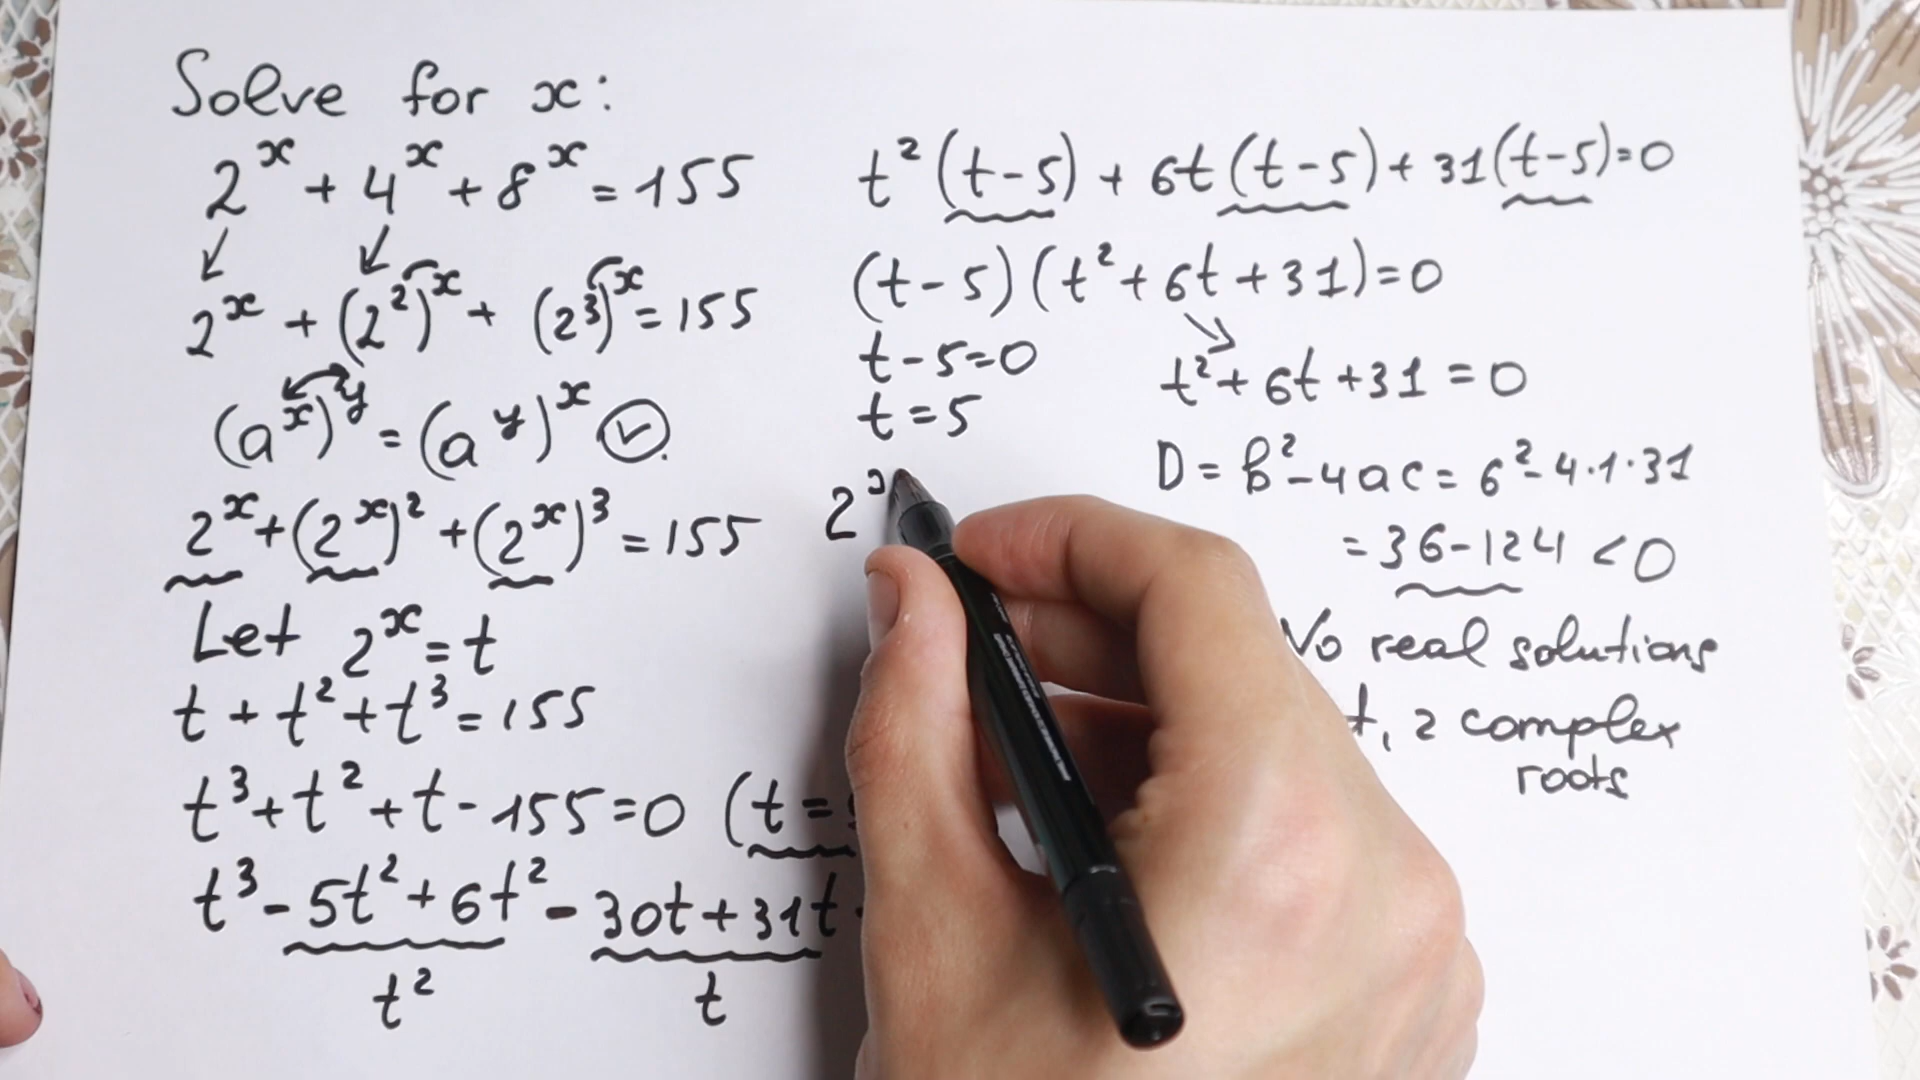 Solve for x:
2^x + 4^x + 8^x = 155
2^x + (2^2)^x + (2^3)^x = 155
(a^x)^y = (a^y)^x
2^x + (2^x)^2 + (2^x)^3 = 155
Let 2^x = t
t + t^2 + t^3 = 155
t^3 + t^2 + t - 155 = 0 (t =
t^3 - 5t^2 + 6t^2 - 30t + 31t
t^2 t
t^2 (t-5) + 6t (t-5) + 31 (t-5) = 0
(t-5) (t^2 + 6t + 31) = 0
t - 5 = 0
t = 5
2
t^2 + 6t + 31 = 0
D = b^2 - 4ac = 6^2 - 4·1·31
= 36 - 124 < 0
No real solutions
t, 2 complex
roots